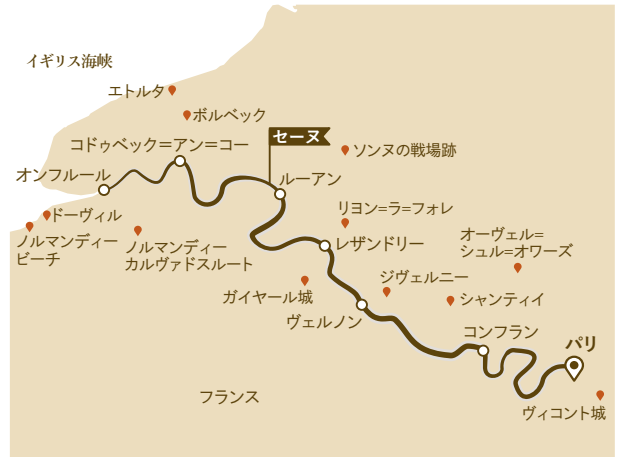 イギリス海峡
エトルタ
ボルベック
コドゥベック=アン=コー
セーヌ
ソンヌの戦場跡
オンフルール
ルーアン
ドーヴィル
リヨン=ラ=フォレ
ノルマンディー
ビーチ
ノルマンディー
カルヴァドスルート
レザンドリー
オーヴェル=
シュル=オワーズ
ガイヤール城
ジヴェルニー
シャンティイ
ヴェルノン
コンフラン
パリ
フランス
ヴィコント城